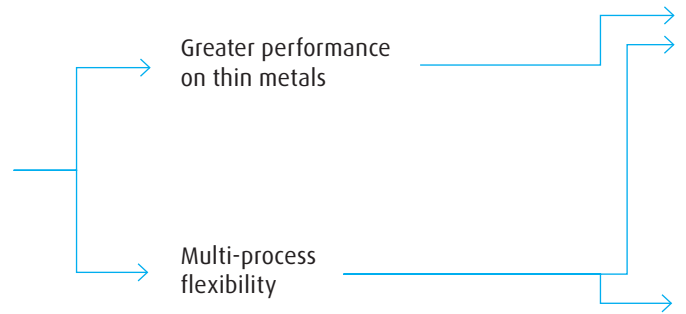 Greater performance
on thin metals
Multi-process
flexibility